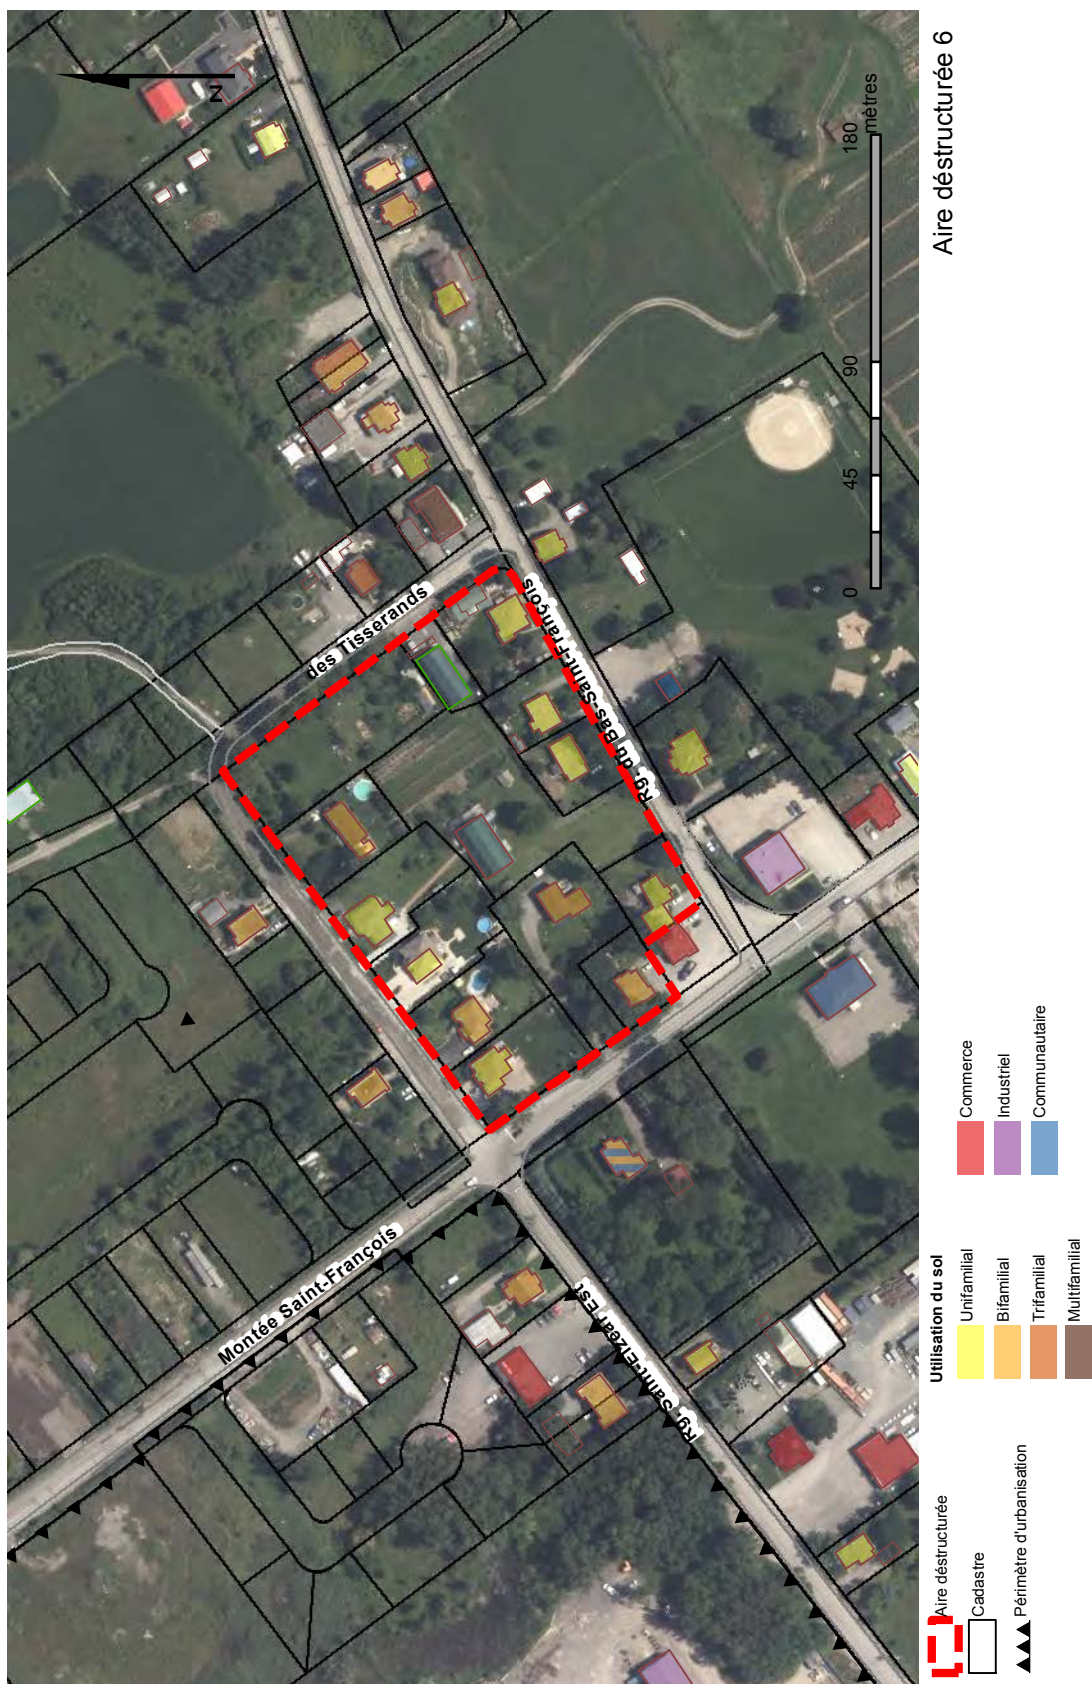 Aire déstructurée 6
N
Montée Saint-François
des Tisserands
Rg. du Bas-Saint-François
Rg. Saint-Elzéar Est
0 45 90 180
mètres
Aire déstructurée
Cadastre
Périmètre d'urbanisation
Utilisation du sol
Unifamilial
Bifamilial
Trifamilial
Multifamilial
Commerce
Industriel
Communautaire